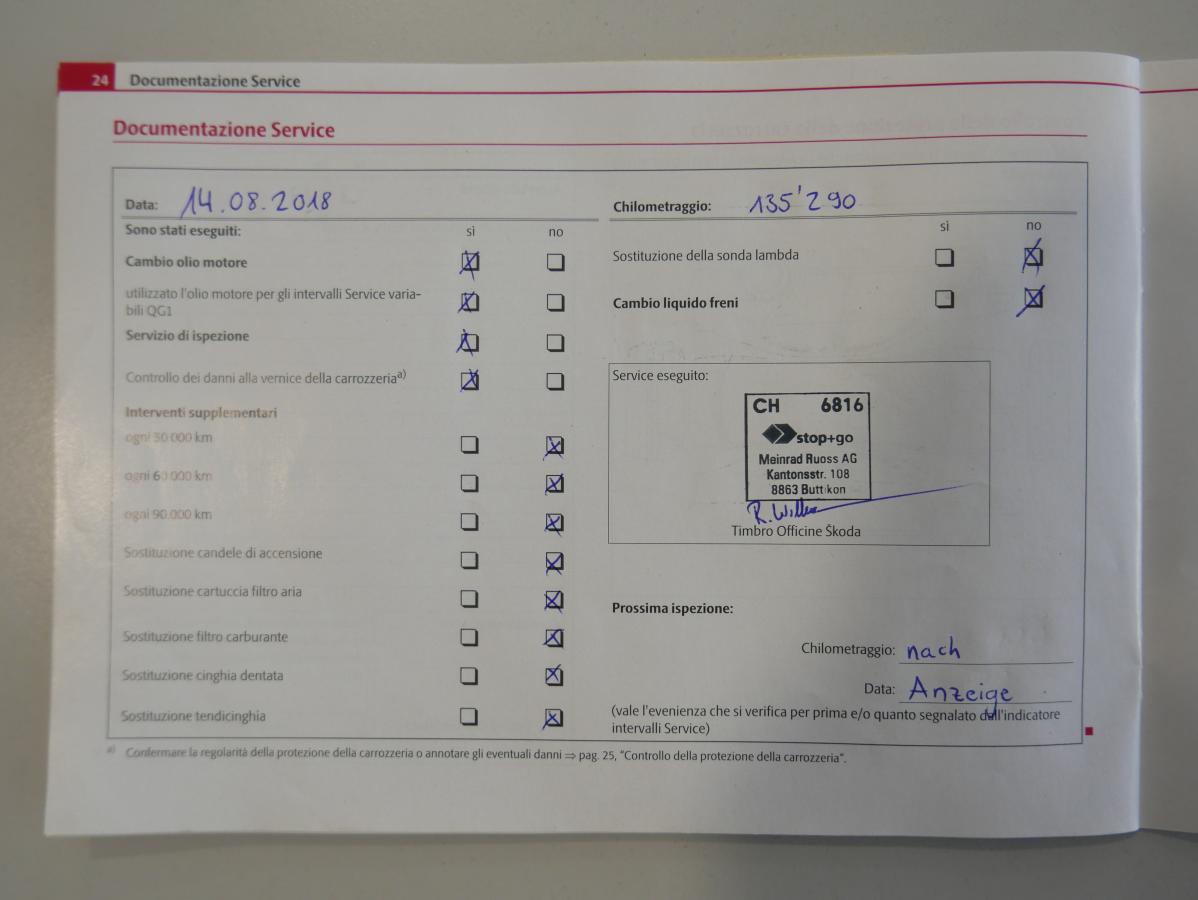 24 Documentazione Service
Documentazione Service
Data: 14.08.2018
Sono stati eseguiti: sì no
Cambio olio motore
utilizzato l'olio motore per gli intervalli Service varia-
bili QG1
Servizio di ispezione
Controllo dei danni alla vernice della carrozzeria a)
Interventi supplementari
ogni 30 000 km
ogni 60 000 km
ogni 90.000 km
Sostituzione candele di accensione
Sostituzione cartuccia filtro aria
Sostituzione filtro carburante
Sostituzione cinghia dentata
Sostituzione tendicinghia
Chilometraggio: 135'290
sì no
Sostituzione della sonda lambda
Cambio liquido freni
Service eseguito:
CH 6816
stop+go
Meinrad Ruoss AG
Kantonsstr. 108
8863 Buttikon
Timbro Officine Škoda
Prossima ispezione:
Chilometraggio: nach
Data: Anzeige
(vale l'evenienza che si verifica per prima e/o quanto segnalato dall'indicatore
intervalli Service)
a) Confermare la regolarità della protezione della carrozzeria o annotare gli eventuali danni ⇒ pag. 25, "Controllo della protezione della carrozzeria".